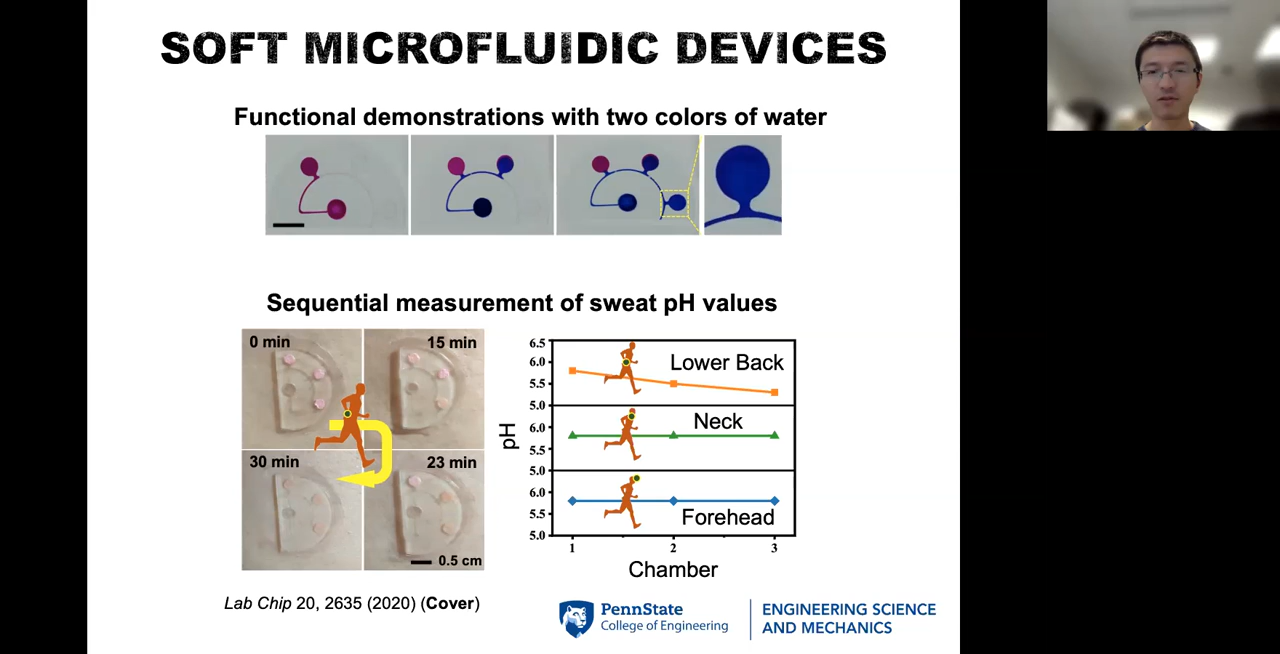 SOFT MICROFLUIDIC DEVICES
Functional demonstrations with two colors of water
Sequential measurement of sweat pH values
0 min
15 min
30 min
23 min
0.5 cm
pH
6.5
6.0
5.5
5.0
6.0
5.5
5.0
6.0
5.5
5.0
Lower Back
Neck
Forehead
1
2
3
Chamber
Lab Chip 20, 2635 (2020) (Cover)
PennState
College of Engineering
ENGINEERING SCIENCE
AND MECHANICS